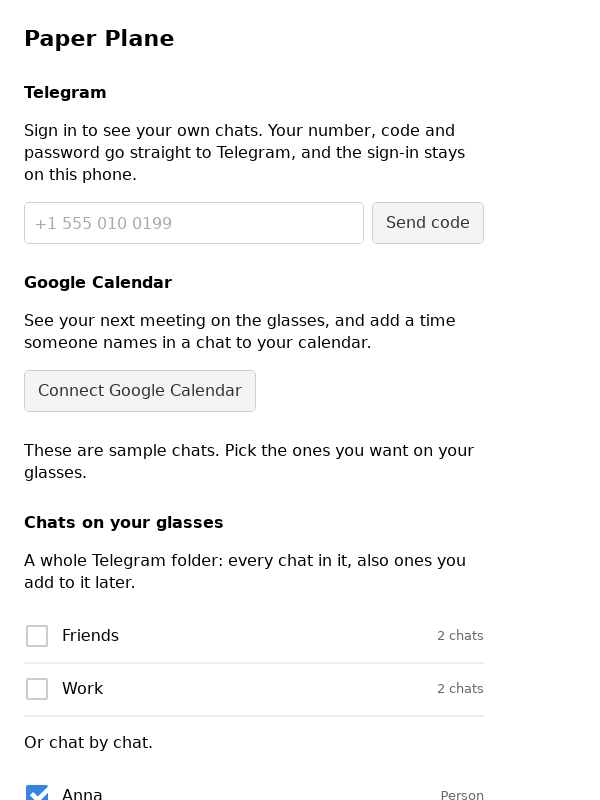 Paper Plane
Telegram
Sign in to see your own chats. Your number, code and
password go straight to Telegram, and the sign-in stays
on this phone.
+1 555 010 0199
Send code
Google Calendar
See your next meeting on the glasses, and add a time
someone names in a chat to your calendar.
Connect Google Calendar
These are sample chats. Pick the ones you want on your
glasses.
Chats on your glasses
A whole Telegram folder: every chat in it, also ones you
add to it later.
Friends 2 chats
Work 2 chats
Or chat by chat.
Anna Person